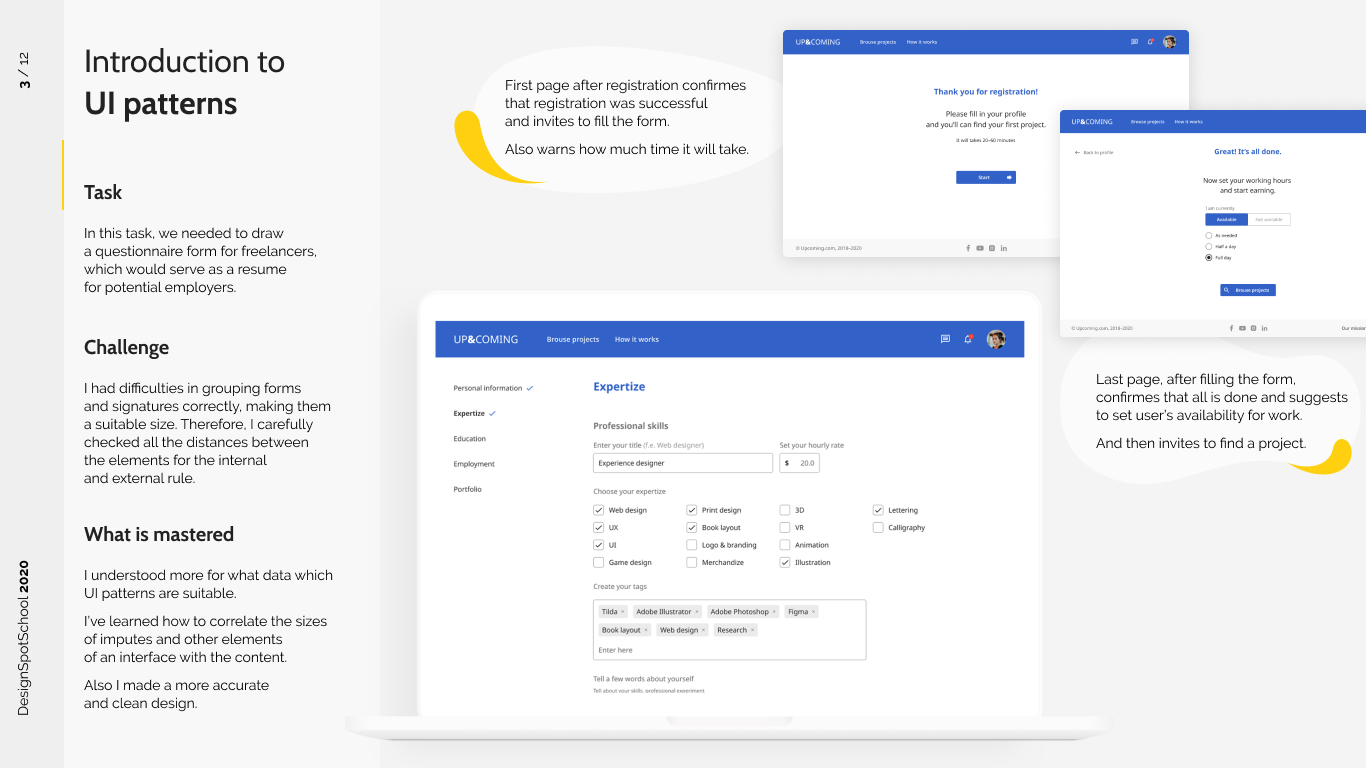 3 / 12
DesignSpotSchool 2020
Introduction to
UI patterns
Task
In this task, we needed to draw
a questionnaire form for freelancers,
which would serve as a resume
for potential employers.
Challenge
I had difficulties in grouping forms
and signatures correctly, making them
a suitable size. Therefore, I carefully
checked all the distances between
the elements for the internal
and external rule.
What is mastered
I understood more for what data which
UI patterns are suitable.
I've learned how to correlate the sizes
of imputes and other elements
of an interface with the content.
Also I made a more accurate
and clean design.
First page after registration confirmes
that registration was successful
and invites to fill the form.
Also warns how much time it will take.
UP&COMING Browse projects How it works
Thank you for registration!
Please fill in your profile
and you'll can find your first project.
It will takes 20–60 minutes
Start
© Upcoming.com, 2018–2020
UP&COMING Browse projects How it works
Back to profile
Great! It's all done.
Now set your working hours
and start earning.
I am currently
Available Not available
As needed
Half a day
Full day
Browse projects
© Upcoming.com, 2018–2020 Our mission
Last page, after filling the form,
confirmes that all is done and suggests
to set user's availability for work.
And then invites to find a project.
UP&COMING Browse projects How it works
Personal information
Expertize
Education
Employment
Portfolio
Expertize
Professional skills
Enter your title (f.e. Web designer) Set your hourly rate
Experience designer $ 20.0
Choose your expertize
Web design Print design 3D Lettering
UX Book layout VR Calligraphy
UI Logo & branding Animation
Game design Merchandize Illustration
Create your tags
Tilda × Adobe Illustrator × Adobe Photoshop × Figma ×
Book layout × Web design × Research ×
Enter here
Tell a few words about yourself
Tell about your skills, professional experiment